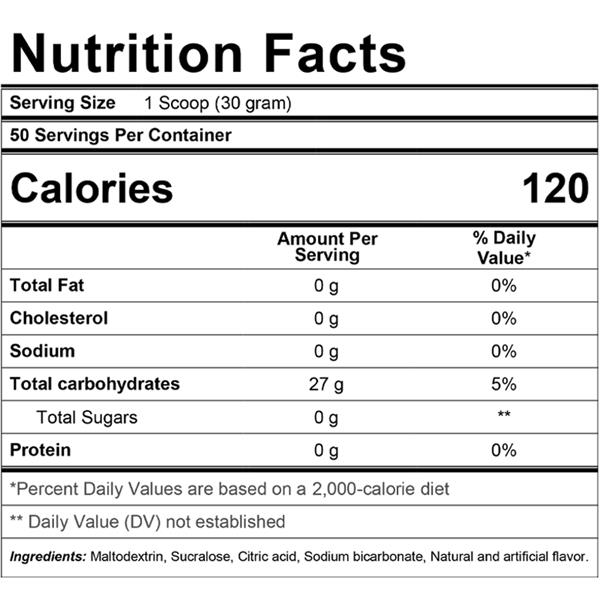 Nutrition Facts
Serving Size 1 Scoop (30 gram)
50 Servings Per Container
Calories 120
Amount Per Serving % Daily Value*
Total Fat 0 g 0%
Cholesterol 0 g 0%
Sodium 0 g 0%
Total carbohydrates 27 g 5%
Total Sugars 0 g **
Protein 0 g 0%
*Percent Daily Values are based on a 2,000-calorie diet
** Daily Value (DV) not established
Ingredients: Maltodextrin, Sucralose, Citric acid, Sodium bicarbonate, Natural and artificial flavor.